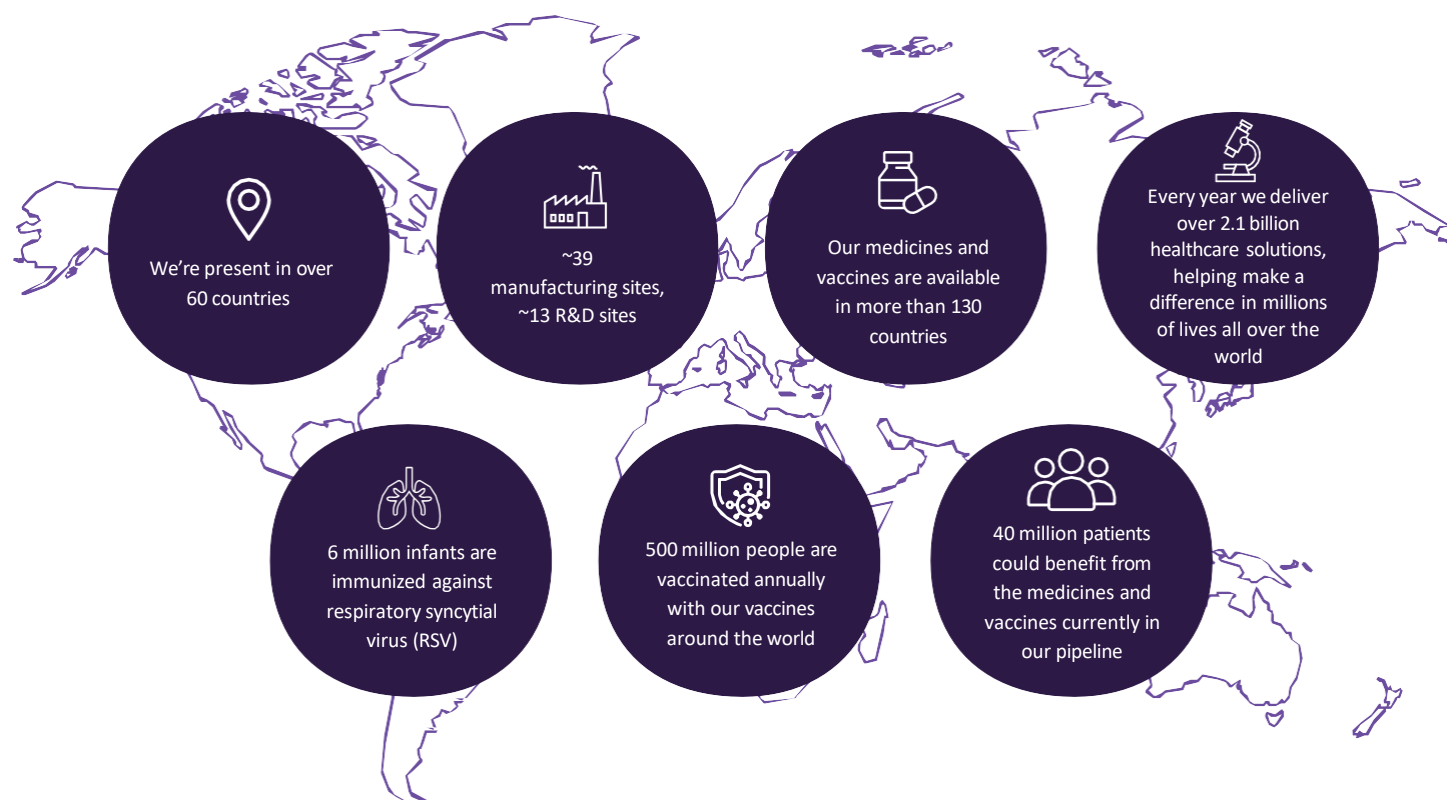 We're present in over
60 countries
~39
manufacturing sites,
~13 R&D sites
Our medicines and
vaccines are available
in more than 130
countries
Every year we deliver
over 2.1 billion
healthcare solutions,
helping make a
difference in millions
of lives all over the
world
6 million infants are
immunized against
respiratory syncytial
virus (RSV)
500 million people are
vaccinated annually
with our vaccines
around the world
40 million patients
could benefit from
the medicines and
vaccines currently in
our pipeline